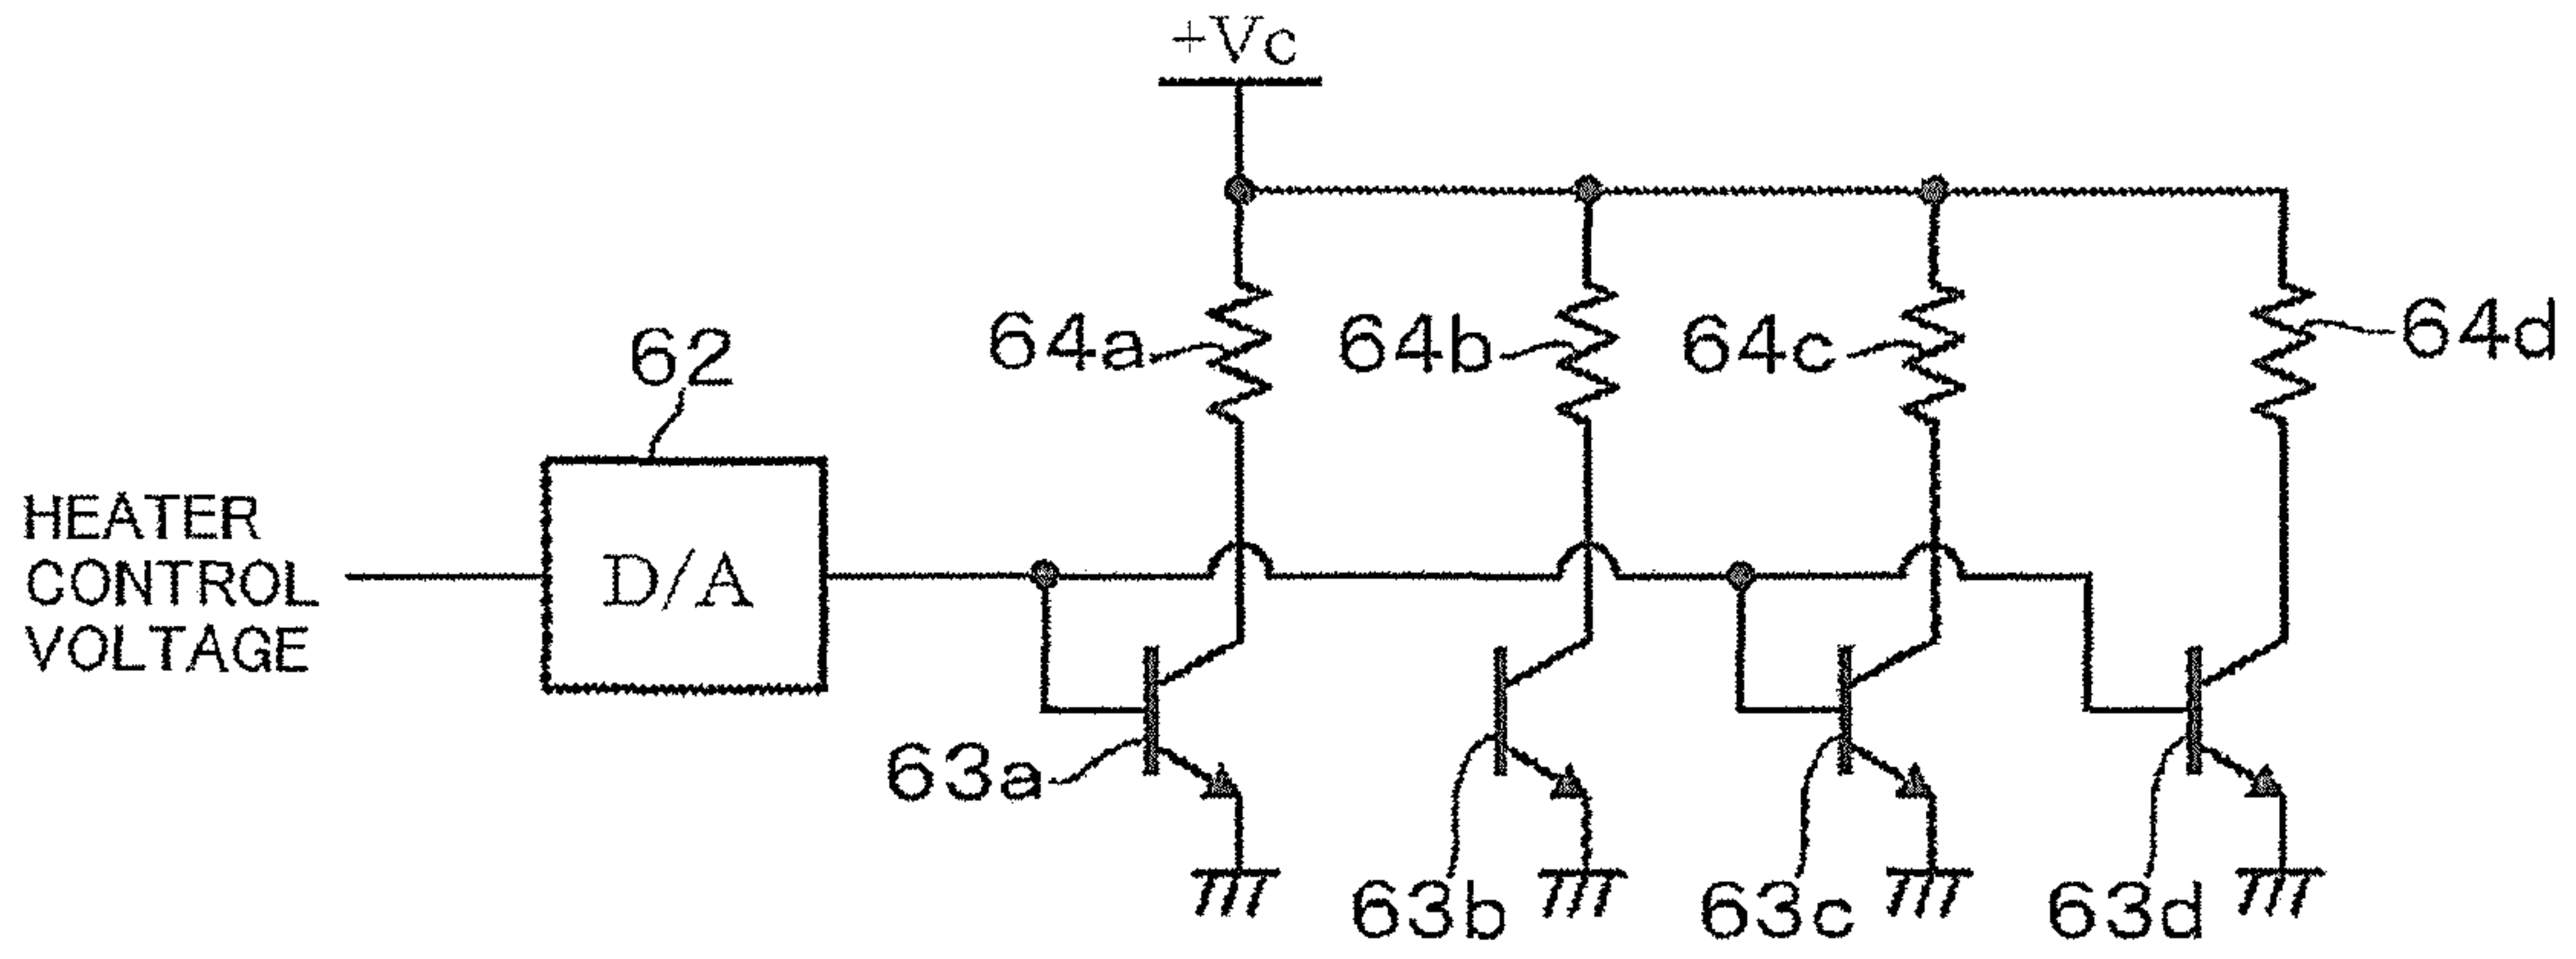 +Vc
62
64a
64b
64c
64d
HEATER
CONTROL
VOLTAGE
D/A
63a
63b
63c
63d